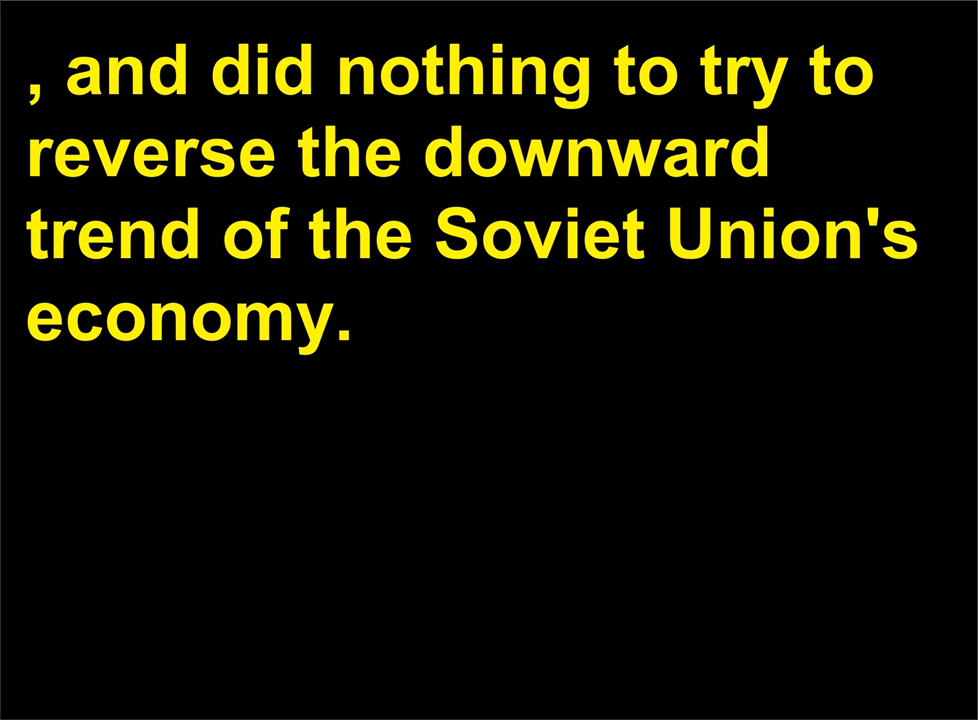 , and did nothing to try to
reverse the downward
trend of the Soviet Union's
economy.